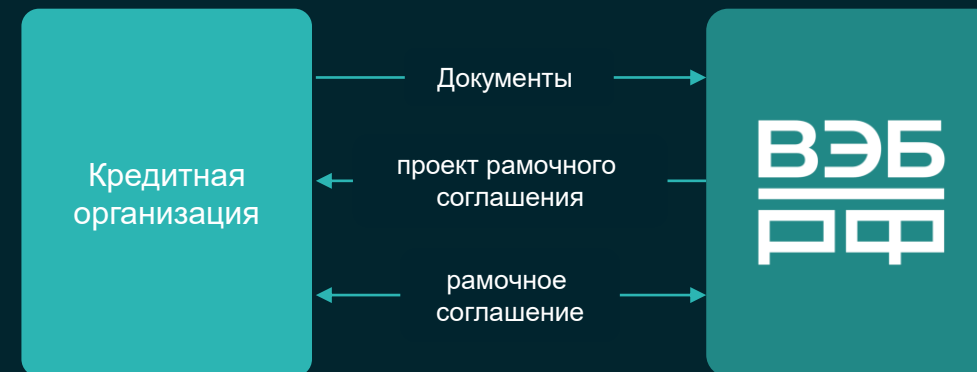 Кредитная
организация
Документы
проект рамочного
соглашения
рамочное
соглашение
ВЭБ
РФ